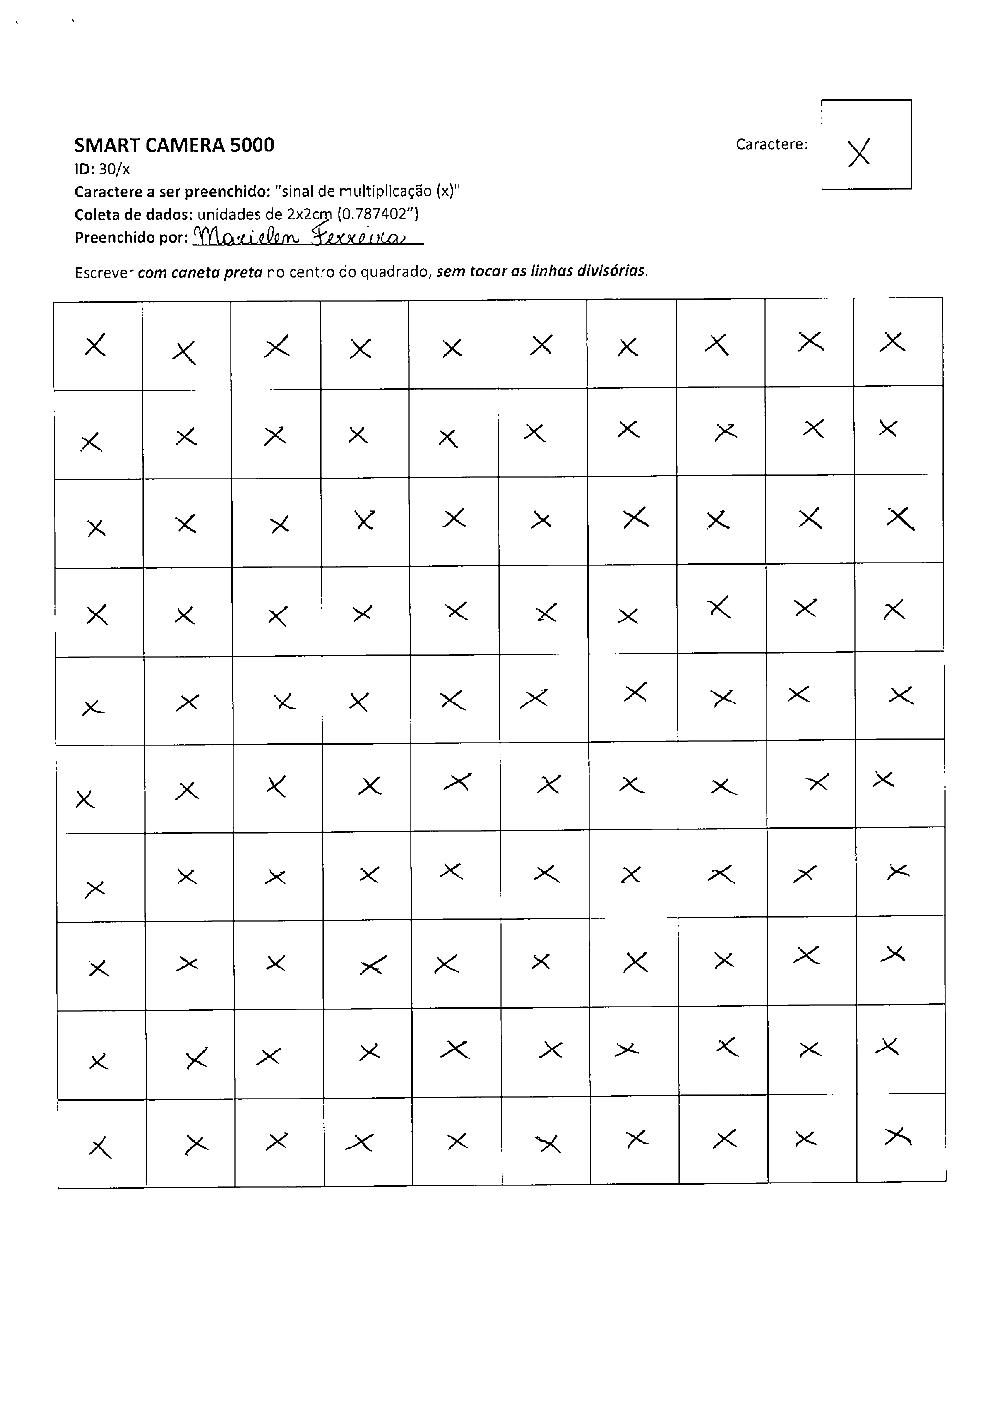 SMART CAMERA 5000
ID: 30/x
Caractere a ser preenchido: "sinal de multiplicação (x)"
Coleta de dados: unidades de 2x2cm (0.787402")
Preenchido por: Marielem Ferreira
Caractere: X
Escrever com caneta preta no centro do quadrado, sem tocar as linhas divisórias.
X X X X X X X X X X
X X X X X X X X X X
X X X X X X X X X X
X X X X X X X X X X
X X X X X X X X X X
X X X X X X X X X X
X X X X X X X X X X
X X X X X X X X X X
X X X X X X X X X X
X X X X X X X X X X